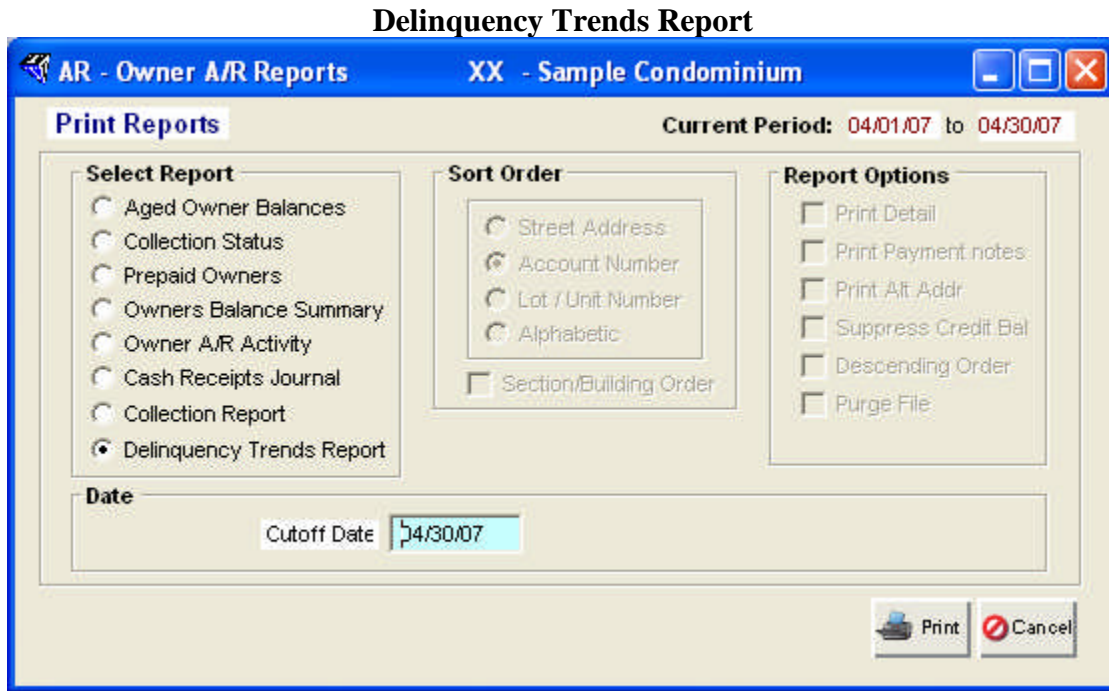 Delinquency Trends Report
AR - Owner A/R Reports XX - Sample Condominium
Print Reports
Current Period: 04/01/07 to 04/30/07
Select Report
Aged Owner Balances
Collection Status
Prepaid Owners
Owners Balance Summary
Owner A/R Activity
Cash Receipts Journal
Collection Report
Delinquency Trends Report
Sort Order
Street Address
Account Number
Lot / Unit Number
Alphabetic
Section/Building Order
Report Options
Print Detail
Print Payment notes
Print Alt Addr
Suppress Credit Bal
Descending Order
Purge File
Date
Cutoff Date 04/30/07
Print
Cancel